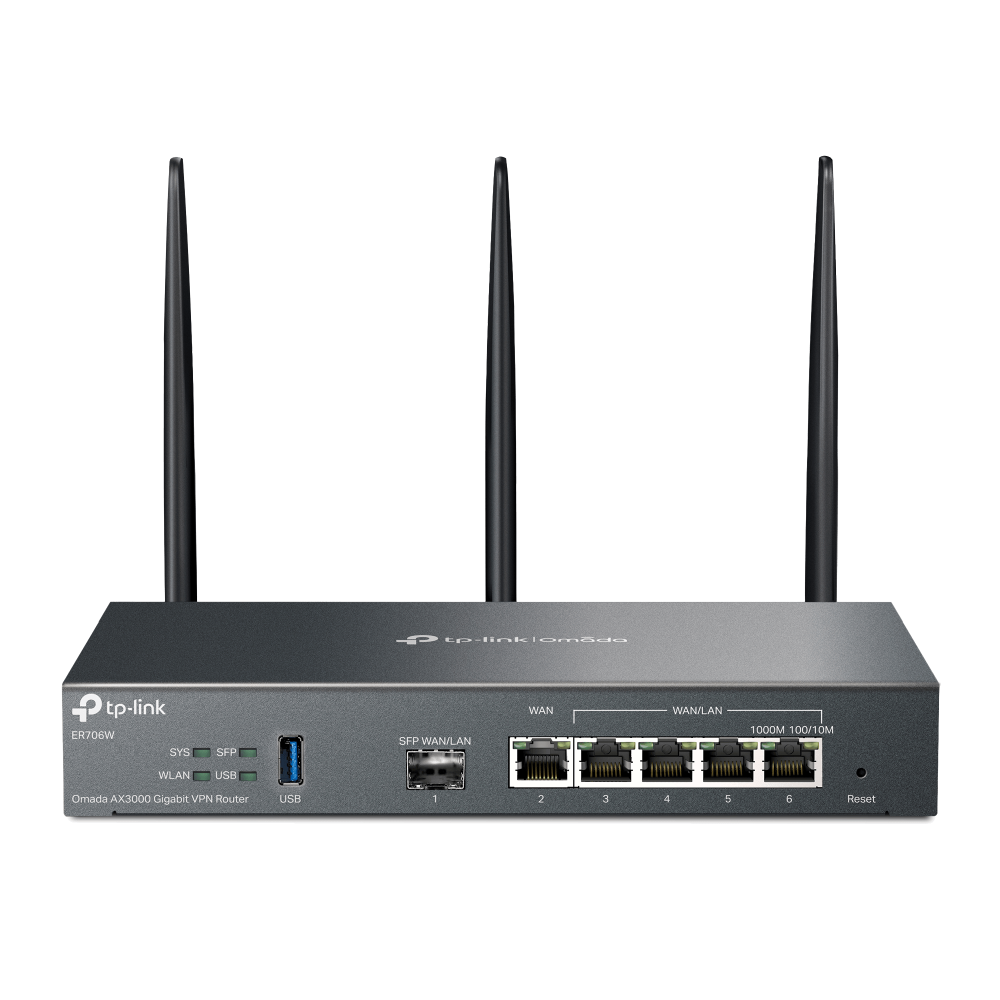 tp-link | omada
tp-link
ER706W
SYS SFP
WLAN USB
Omada AX3000 Gigabit VPN Router
USB
SFP WAN/LAN
1
WAN
WAN/LAN
1000M 100/10M
2 3 4 5 6
Reset